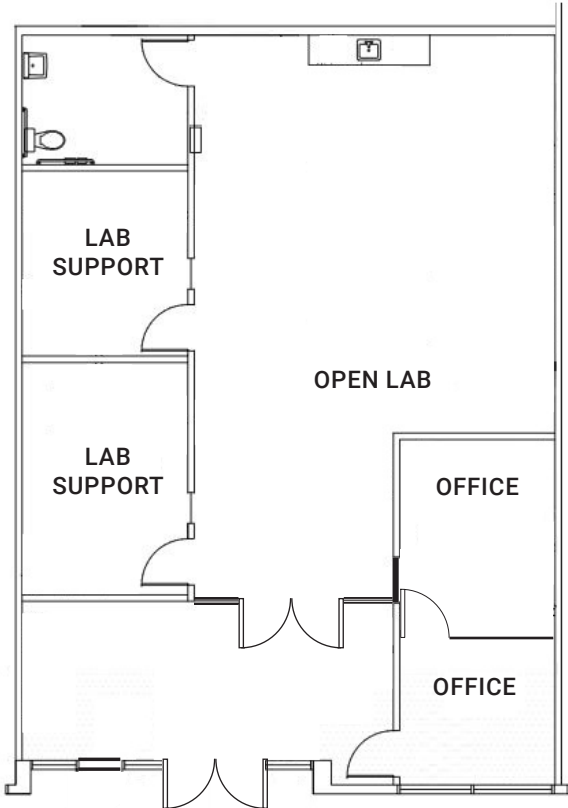 LAB
SUPPORT
OPEN LAB
LAB
SUPPORT
OFFICE
OFFICE